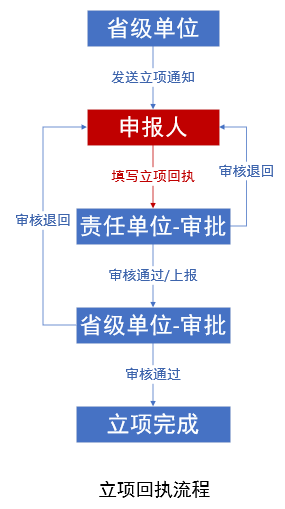 省级单位
发送立项通知
申报人
填写立项回执
审核退回
责任单位-审批
审核退回
审核通过/上报
省级单位-审批
审核通过
立项完成
立项回执流程